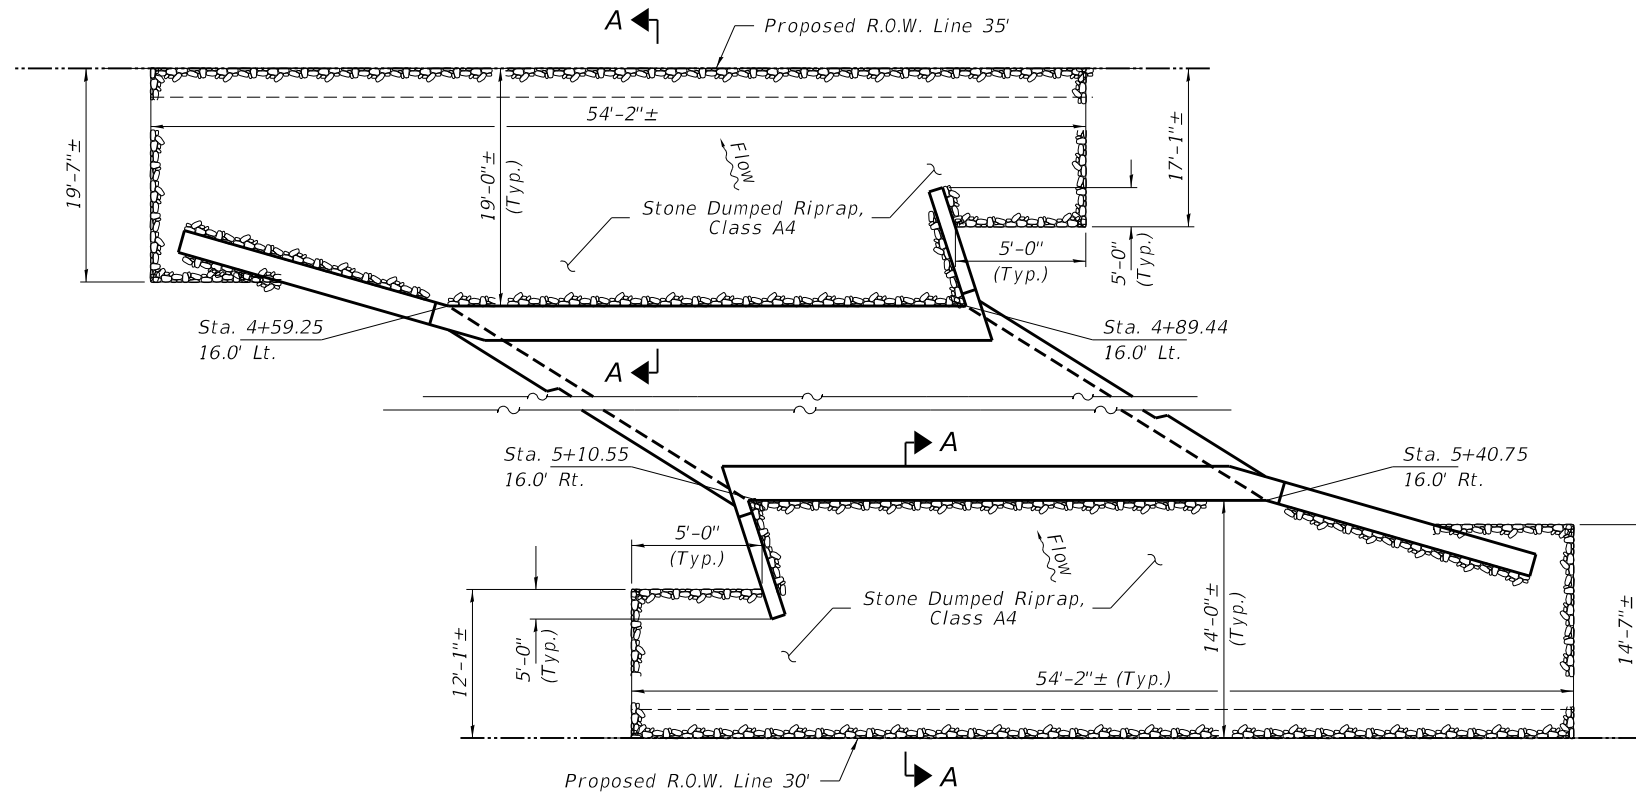 A
Proposed R.O.W. Line 35'
54'-2"±
19'-7"±
19'-0"±
(Typ.)
Flow
17'-1"±
Stone Dumped Riprap,
Class A4
5'-0"
(Typ.)
5'-0"
(Typ.)
Sta. 4+59.25
16.0' Lt.
Sta. 4+89.44
16.0' Lt.
A
A
Sta. 5+10.55
16.0' Rt.
Sta. 5+40.75
16.0' Rt.
5'-0"
(Typ.)
Flow
Stone Dumped Riprap,
Class A4
14'-0"±
(Typ.)
14'-7"±
12'-1"±
5'-0"
(Typ.)
54'-2"± (Typ.)
Proposed R.O.W. Line 30'
A